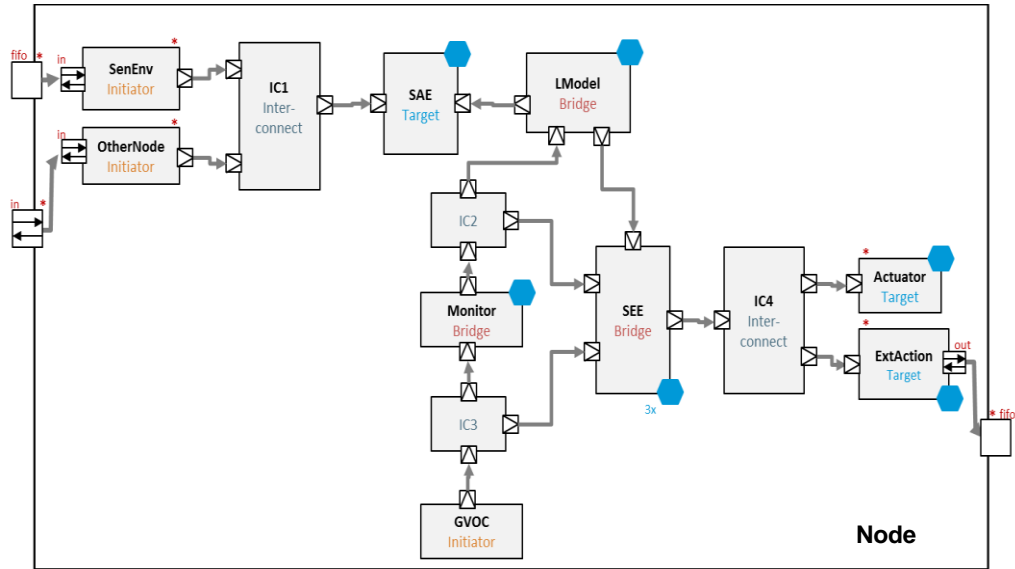 fifo *
in
*
SenEnv
Initiator
in
*
OtherNode
Initiator
in *
IC1
Inter-
connect
SAE
Target
LModel
Bridge
IC2
Monitor
Bridge
IC3
GVOC
Initiator
SEE
Bridge
3x
IC4
Inter-
connect
*
Actuator
Target
*
ExtAction
Target
out
* fifo
Node